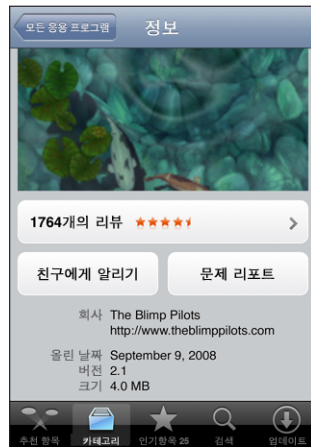 모든 응용 프로그램
정보
1764개의 리뷰
친구에게 알리기 문제 리포트
회사 The Blimp Pilots
http://www.theblimppilots.com
올린 날짜 September 9, 2008
버전 2.1
크기 4.0 MB
추천 항목 카테고리 인기항목 25 검색 업데이트